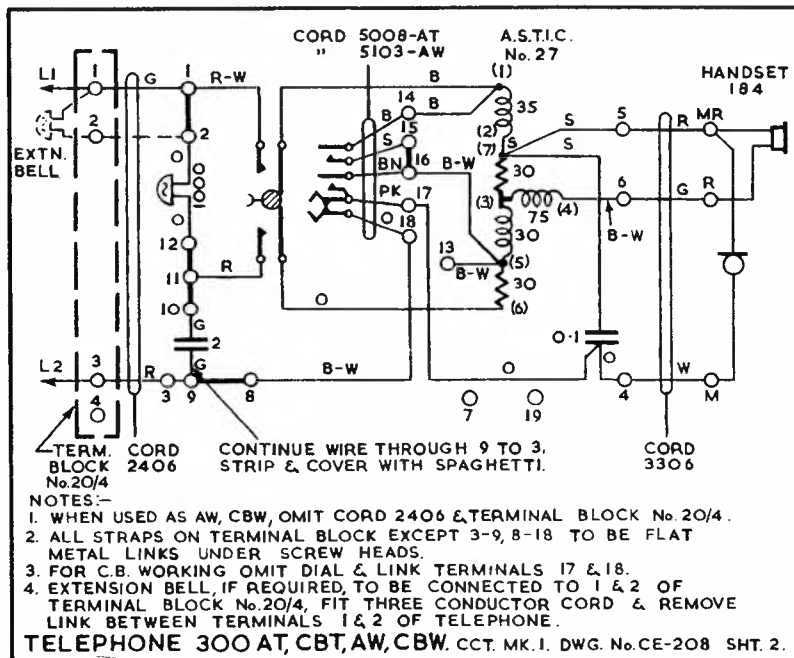 CORD 5008-AT
" 5103-AW
A.S.T.I.C.
No. 27
HANDSET
184
L1
1
G
1
R-W
B
(1)
14
B
B
35
2
2
EXTN.
BELL
O
1000
O
15
S
16
BN
B-W
PK
17
O
18
(2)
S
(7)
30
(3)
75
(4)
30
(5)
30
(6)
S
S
5
R
MR
6
G
R
B-W
12
11
R
10
G
2
G
13
B-W
O
O·1
O
O
L2
3
R
3
9
8
B-W
4
W
M
4
7
19
TERM.
BLOCK
No. 20/4
CORD
2406
CONTINUE WIRE THROUGH 9 TO 3,
STRIP & COVER WITH SPAGHETTI.
CORD
3306
NOTES:-
1. WHEN USED AS AW, CBW, OMIT CORD 2406 & TERMINAL BLOCK No. 20/4.
2. ALL STRAPS ON TERMINAL BLOCK EXCEPT 3-9, 8-18 TO BE FLAT
METAL LINKS UNDER SCREW HEADS.
3. FOR C.B. WORKING OMIT DIAL & LINK TERMINALS 17 & 18.
4. EXTENSION BELL, IF REQUIRED, TO BE CONNECTED TO 1 & 2 OF
TERMINAL BLOCK No. 20/4, FIT THREE CONDUCTOR CORD & REMOVE
LINK BETWEEN TERMINALS 1 & 2 OF TELEPHONE.
TELEPHONE 300 AT, CBT, AW, CBW. CCT. MK. I. DWG. No. CE-208 SHT. 2.